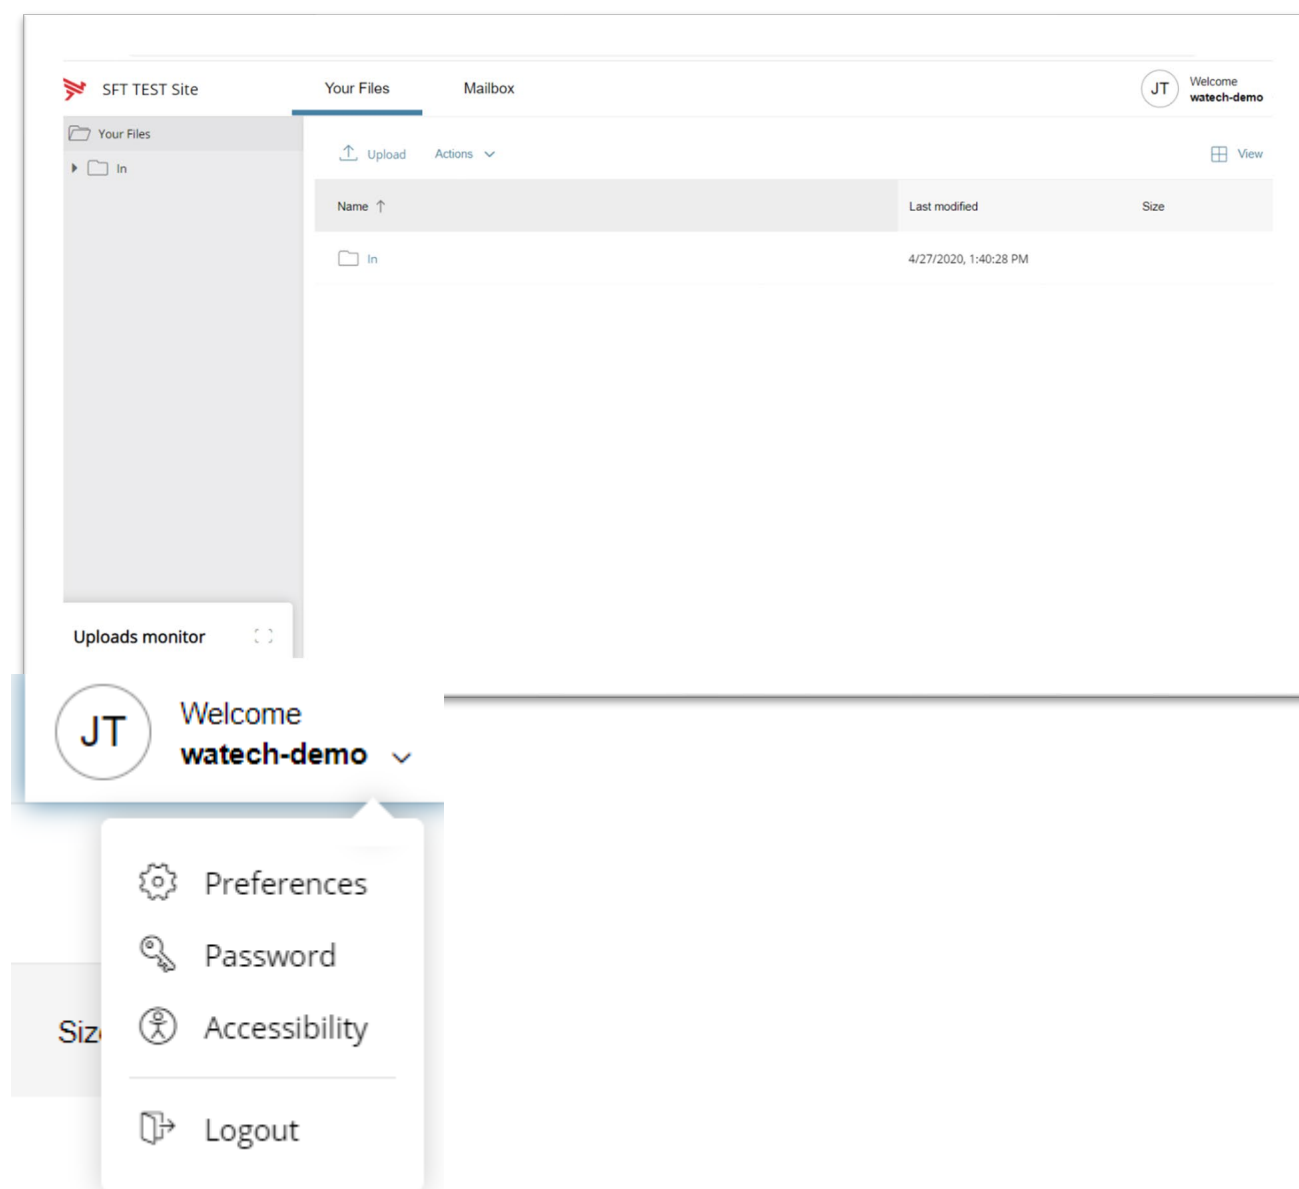 SFT TEST Site
Your Files
Mailbox
JT
Welcome
watech-demo
Your Files
In
Upload
Actions
View
Name
Last modified
Size
In
4/27/2020, 1:40:28 PM
Uploads monitor
JT
Welcome
watech-demo
Preferences
Password
Accessibility
Siz
Logout